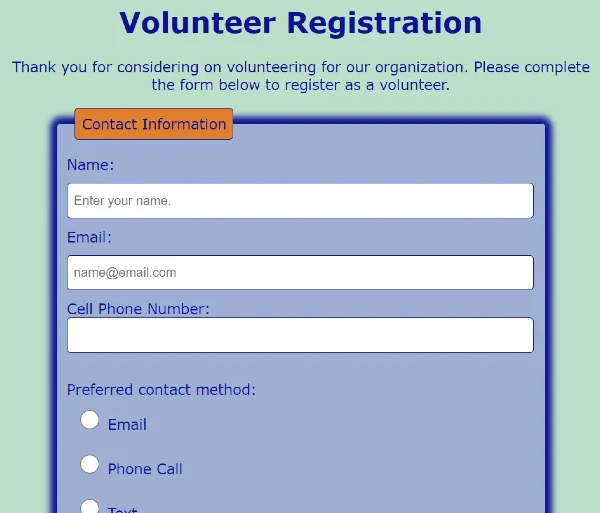 Volunteer Registration
Thank you for considering on volunteering for our organization. Please complete
the form below to register as a volunteer.
Contact Information
Name:
Enter your name.
Email:
name@email.com
Cell Phone Number:
Preferred contact method:
Email
Phone Call
Text